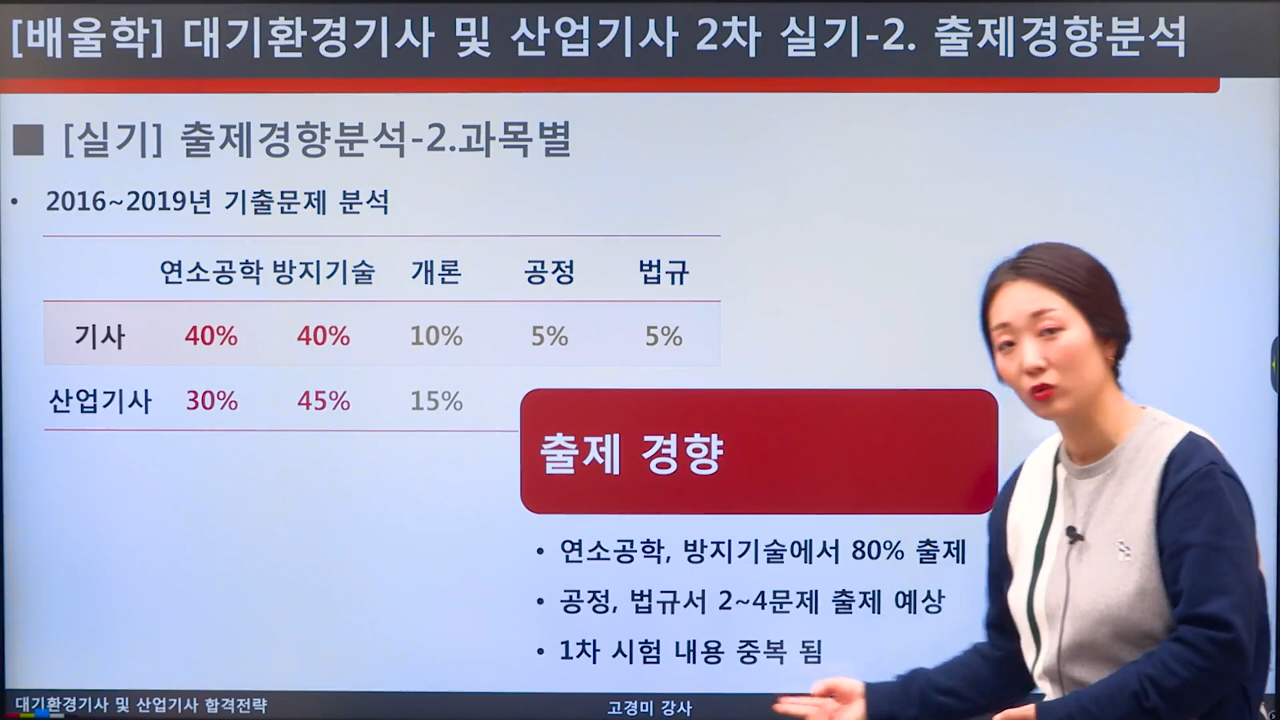 [배울학] 대기환경기사 및 산업기사 2차 실기-2. 출제경향분석
■ [실기] 출제경향분석-2.과목별
• 2016~2019년 기출문제 분석
연소공학 방지기술 개론 공정 법규
기사 40% 40% 10% 5% 5%
산업기사 30% 45% 15%
출제 경향
• 연소공학, 방지기술에서 80% 출제
• 공정, 법규서 2~4문제 출제 예상
• 1차 시험 내용 중복 됨
대기환경기사 및 산업기사 합격전략
고경미 강사